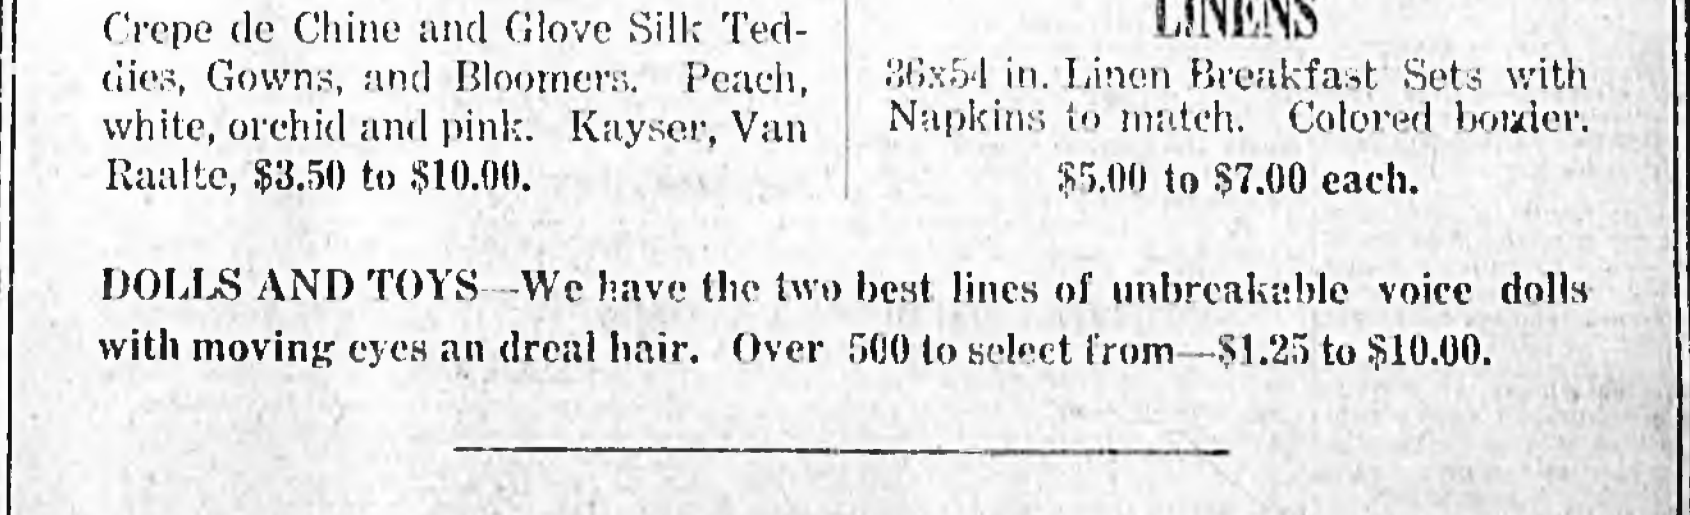 Crepe de Chine and Glove Silk Ted-
dies, Gowns, and Bloomers. Peach,
white, orchid and pink. Kayser, Van
Raalte, $3.50 to $10.00.
LINENS
36x54 in. Linen Breakfast Sets with
Napkins to match. Colored border.
$5.00 to $7.00 each.
DOLLS AND TOYS—We have the two best lines of unbreakable voice dolls
with moving eyes an dreal hair. Over 500 to select from—$1.25 to $10.00.